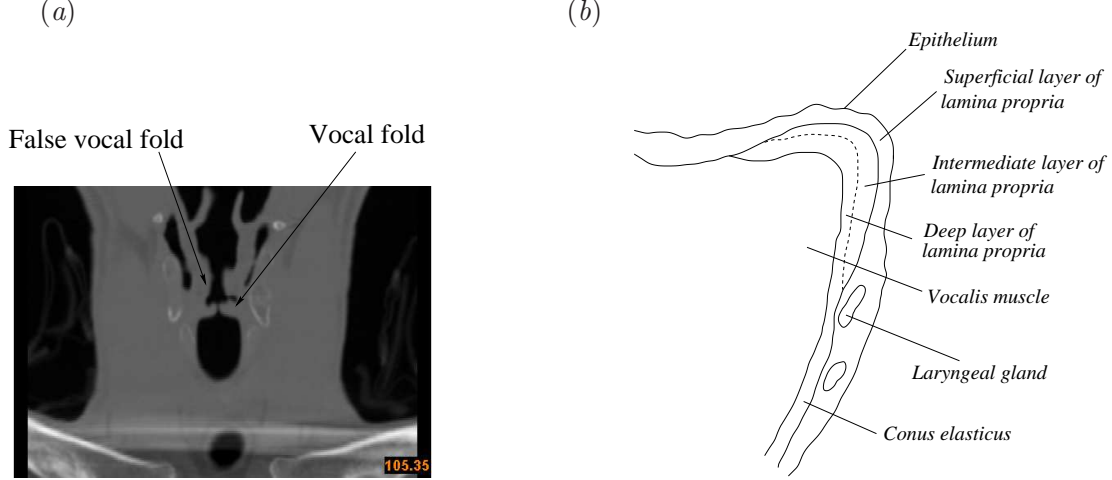 (a)
False vocal fold
Vocal fold
105.35
(b)
Epithelium
Superficial layer of
lamina propria
Intermediate layer of
lamina propria
Deep layer of
lamina propria
Vocalis muscle
Laryngeal gland
Conus elasticus